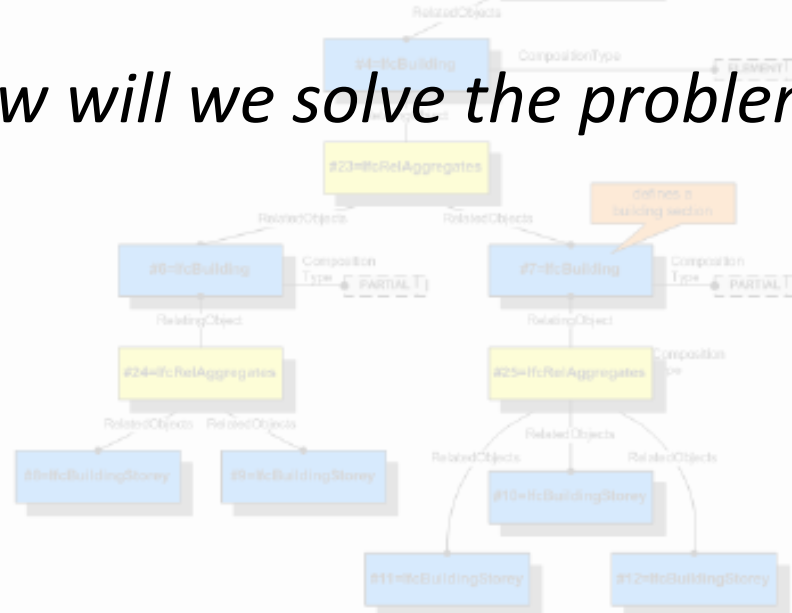 RelatedObjects
#4=IfcBuilding
CompositionType
ELEMENT
w will we solve the proble
#23=IfcRelAggregates
defines a
building section
RelatedObjects RelatedObjects
#6=IfcBuilding
Composition
Type
PARTIAL
#7=IfcBuilding
Composition
Type
PARTIAL
RelatingObject RelatingObject
#24=IfcRelAggregates
#25=IfcRelAggregates
Composition
RelatedObjects RelatedObjects
RelatedObjects
RelatedObjects RelatedObjects
#8=IfcBuildingStorey
#9=IfcBuildingStorey
#10=IfcBuildingStorey
#11=IfcBuildingStorey
#12=IfcBuildingStorey